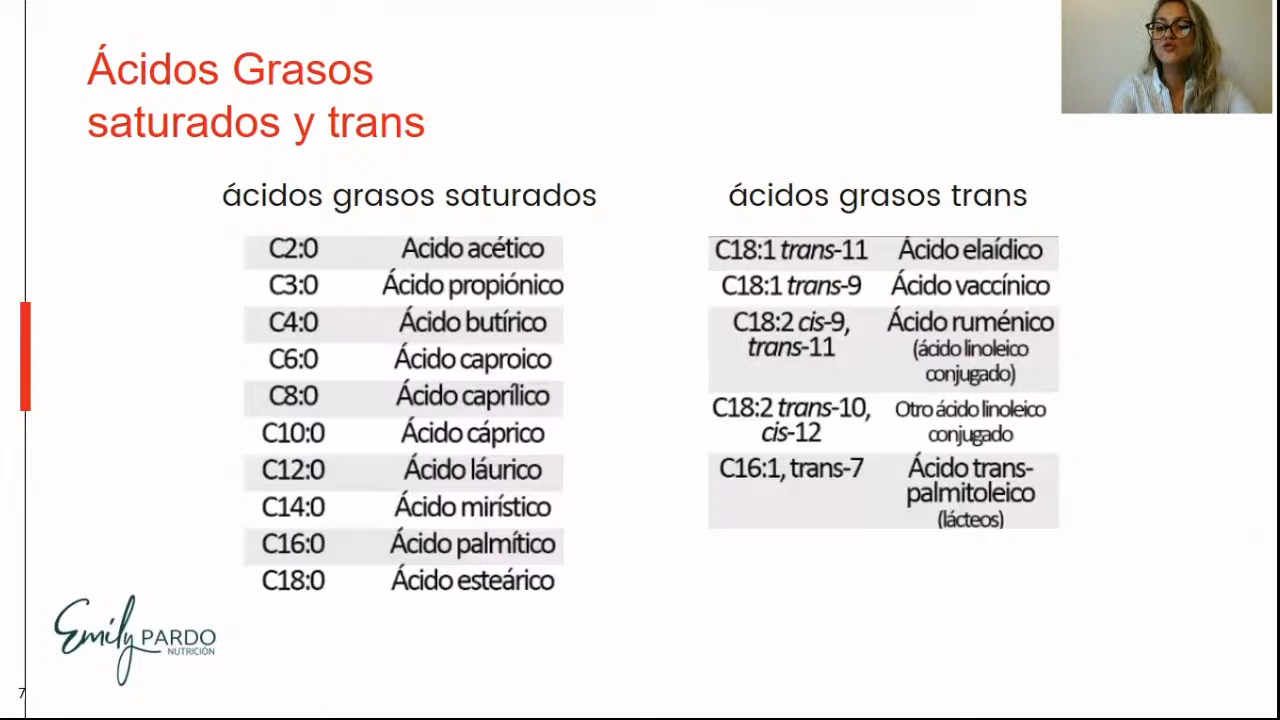 Ácidos Grasos
saturados y trans
ácidos grasos saturados
C2:0 Acido acético
C3:0 Ácido propiónico
C4:0 Ácido butírico
C6:0 Ácido caproico
C8:0 Ácido caprílico
C10:0 Ácido cáprico
C12:0 Ácido láurico
C14:0 Ácido mirístico
C16:0 Ácido palmítico
C18:0 Ácido esteárico
ácidos grasos trans
C18:1 trans-11 Ácido elaídico
C18:1 trans-9 Ácido vaccínico
C18:2 cis-9, Ácido ruménico
trans-11 (ácido linoleico
conjugado)
C18:2 trans-10, Otro ácido linoleico
cis-12 conjugado
C16:1, trans-7 Ácido trans-
palmitoleico
(lácteos)
Emily PARDO
NUTRICIÓN
7